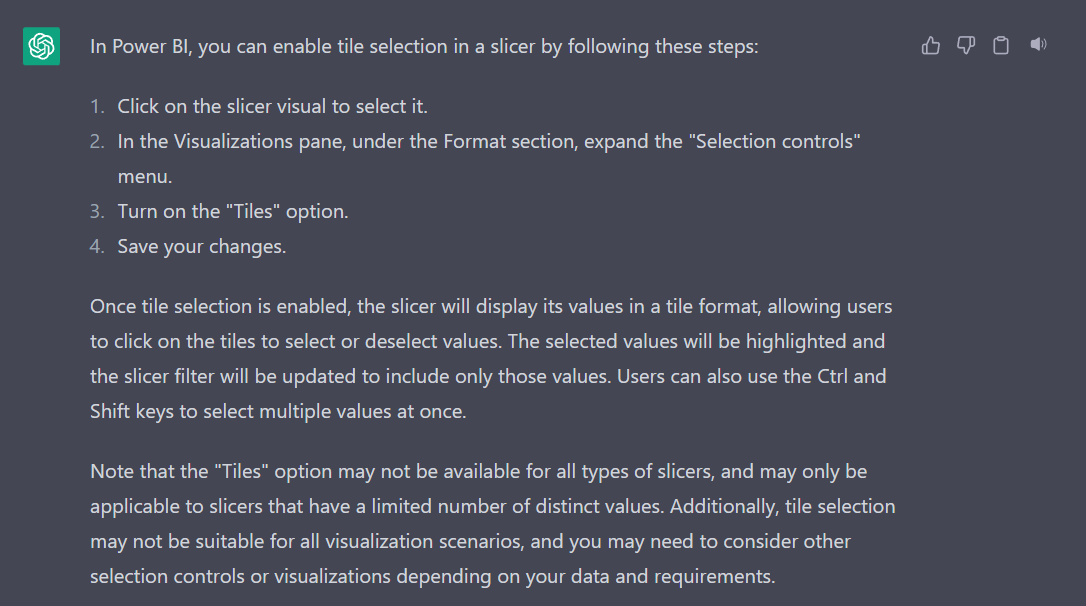 In Power BI, you can enable tile selection in a slicer by following these steps:
1. Click on the slicer visual to select it.
2. In the Visualizations pane, under the Format section, expand the "Selection controls"
menu.
3. Turn on the "Tiles" option.
4. Save your changes.
Once tile selection is enabled, the slicer will display its values in a tile format, allowing users
to click on the tiles to select or deselect values. The selected values will be highlighted and
the slicer filter will be updated to include only those values. Users can also use the Ctrl and
Shift keys to select multiple values at once.
Note that the "Tiles" option may not be available for all types of slicers, and may only be
applicable to slicers that have a limited number of distinct values. Additionally, tile selection
may not be suitable for all visualization scenarios, and you may need to consider other
selection controls or visualizations depending on your data and requirements.